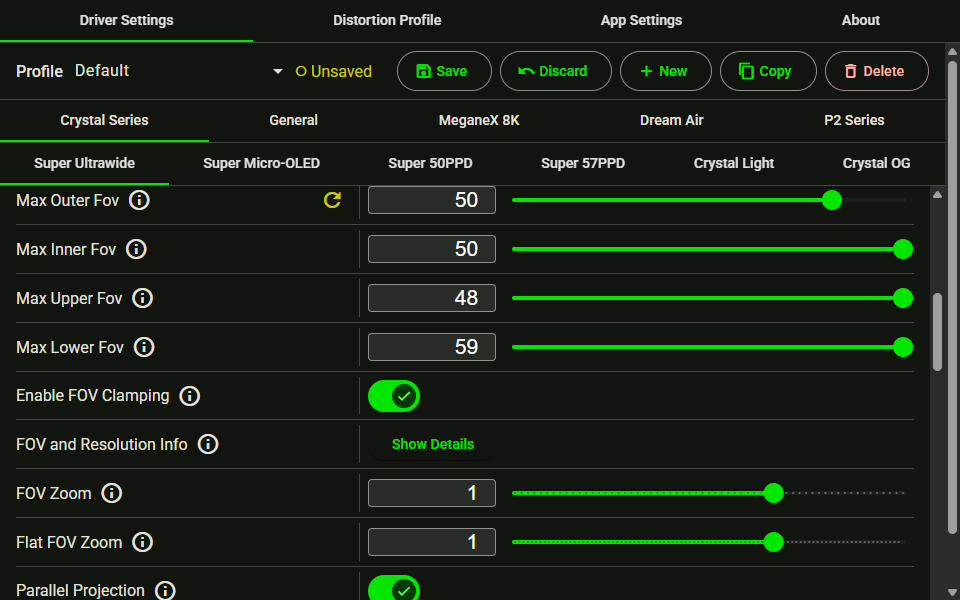 Driver Settings Distortion Profile App Settings About
Profile Default Unsaved Save Discard New Copy Delete
Crystal Series General MeganeX 8K Dream Air P2 Series
Super Ultrawide Super Micro-OLED Super 50PPD Super 57PPD Crystal Light Crystal OG
Max Outer Fov 50
Max Inner Fov 50
Max Upper Fov 48
Max Lower Fov 59
Enable FOV Clamping
FOV and Resolution Info Show Details
FOV Zoom 1
Flat FOV Zoom 1
Parallel Projection